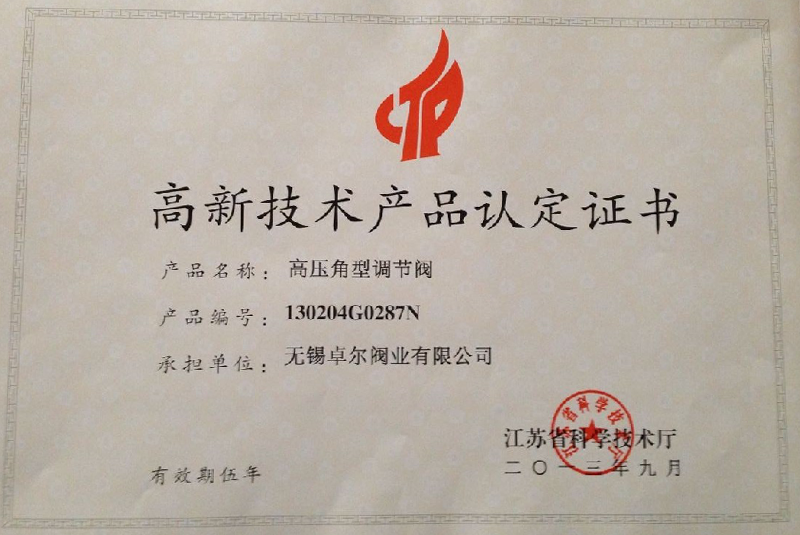 高新技术产品认定证书
产品名称：高压角型调节阀
产品编号：130204G0287N
承担单位：无锡卓尔阀业有限公司
江苏省科学技术厅
二〇一三年九月
有效期伍年